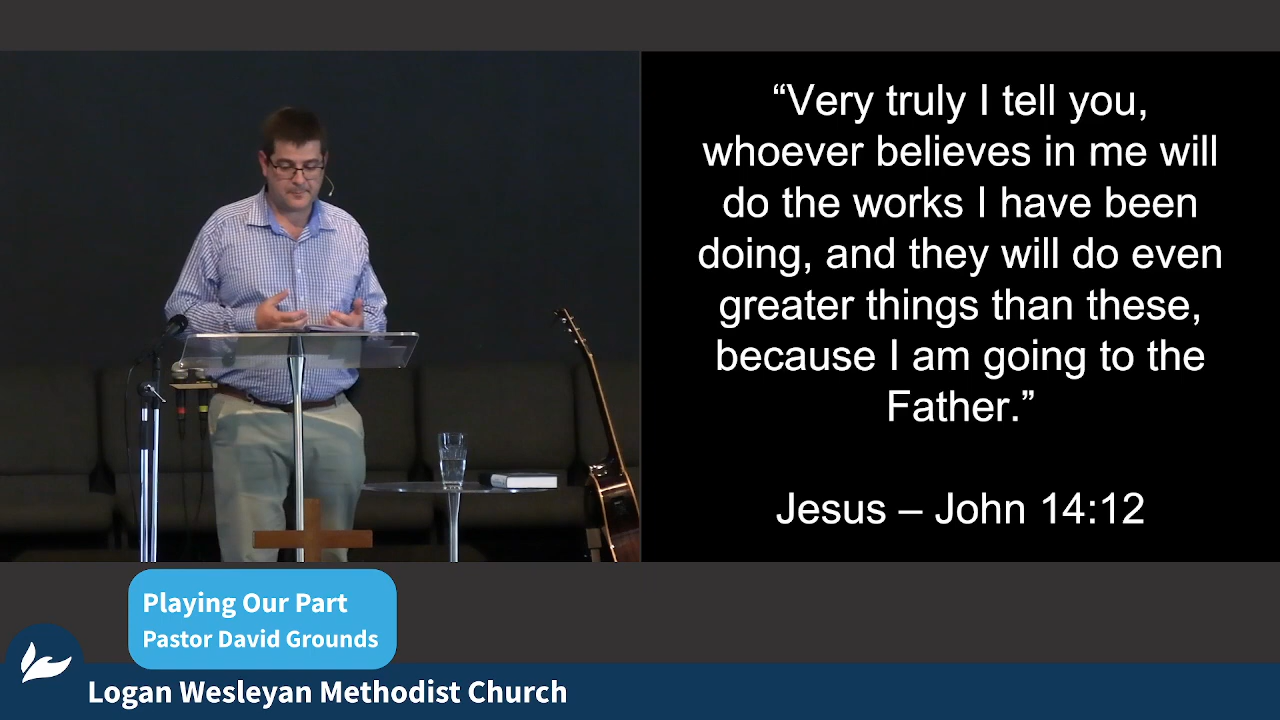 “Very truly I tell you,
whoever believes in me will
do the works I have been
doing, and they will do even
greater things than these,
because I am going to the
Father.”
Jesus – John 14:12
Playing Our Part
Pastor David Grounds
Logan Wesleyan Methodist Church